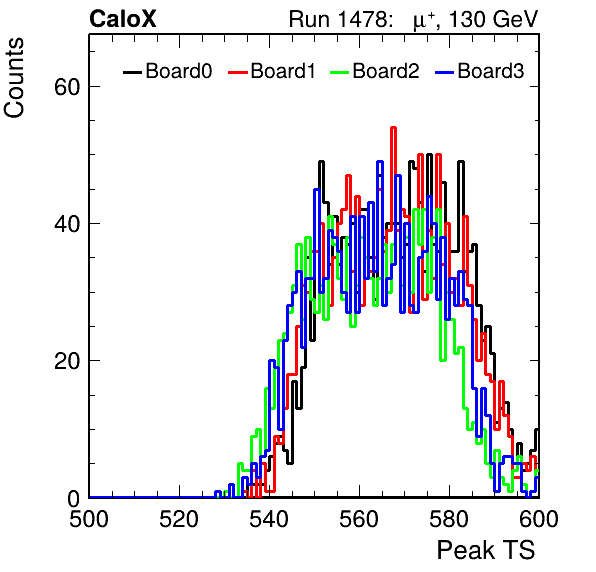 CaloX Run 1478: μ⁺, 130 GeV
Counts
Board0 Board1 Board2 Board3
60
40
20
0
500 520 540 560 580 600
Peak TS